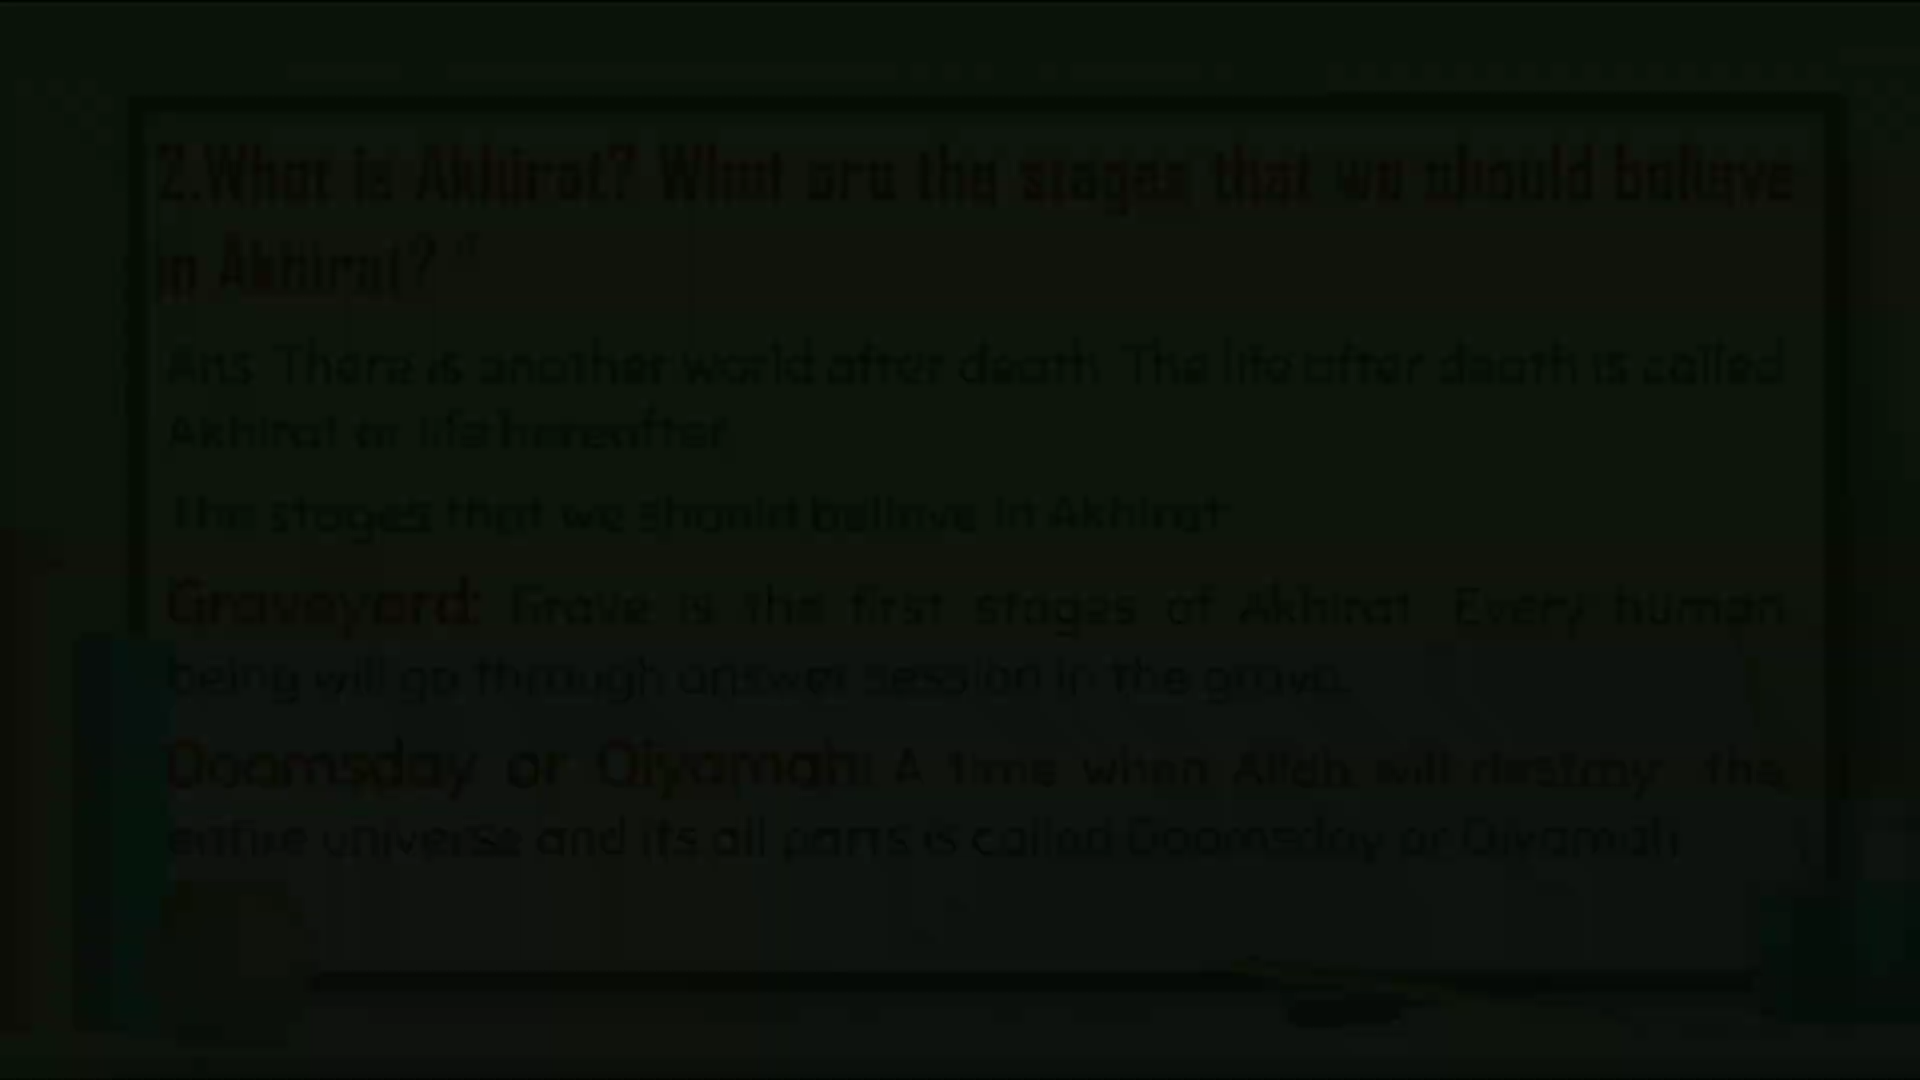 2.What is Akhirat? What are the stages that we should believe
in Akhirat?
Ans. There is another world after death. The life after death is called
Akhirat or life hereafter.
The stages that we should believe in Akhirat
Graveyard: Grave is the first stages of Akhirat. Every human
being will go through answer session in the grave.
Doomsday or Qiyamah: A time when Allah will destroy the
entire universe and its all parts is called Doomsday or Qiyamah